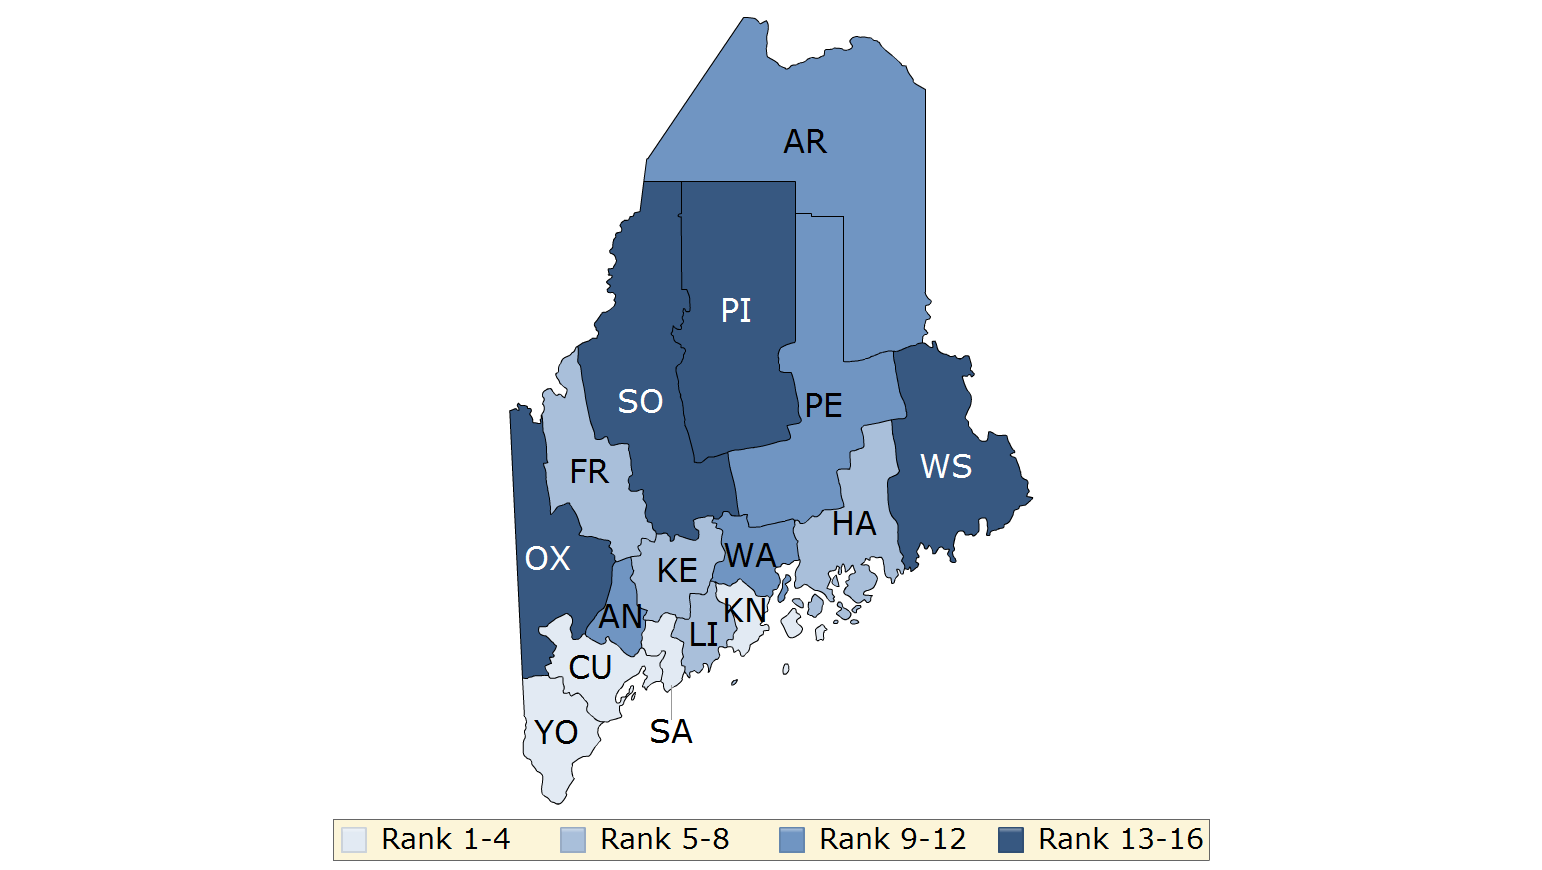 AR
PI
SO
PE
FR
WS
HA
OX
WA
KE
KN
AN
LI
CU
SA
YO
Rank 1-4 Rank 5-8 Rank 9-12 Rank 13-16